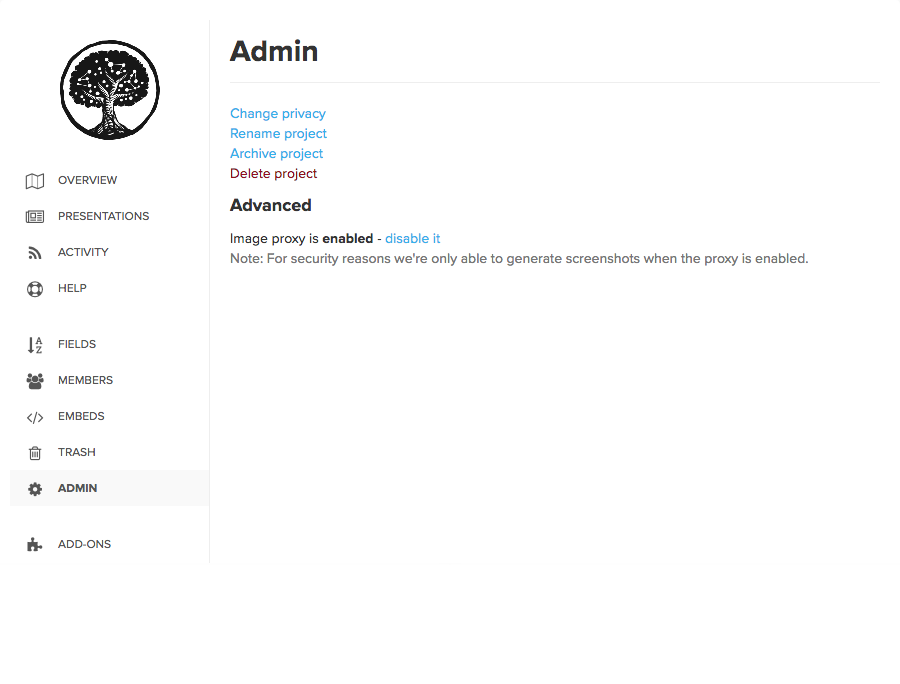 OVERVIEW
PRESENTATIONS
ACTIVITY
HELP
FIELDS
MEMBERS
EMBEDS
TRASH
ADMIN
ADD-ONS
Admin
Change privacy
Rename project
Archive project
Delete project
Advanced
Image proxy is enabled - disable it
Note: For security reasons we're only able to generate screenshots when the proxy is enabled.